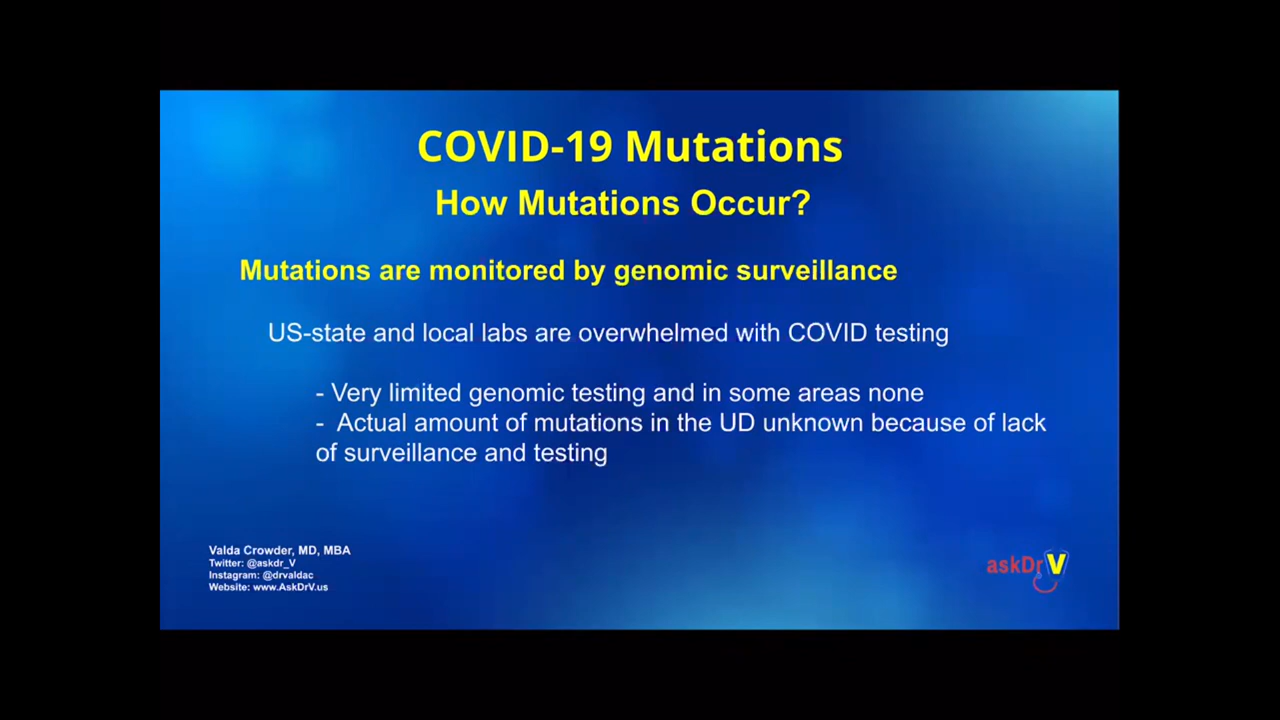 COVID-19 Mutations
How Mutations Occur?
Mutations are monitored by genomic surveillance
US-state and local labs are overwhelmed with COVID testing
- Very limited genomic testing and in some areas none
- Actual amount of mutations in the UD unknown because of lack
of surveillance and testing
Valda Crowder, MD, MBA
Twitter: @askdr_V
Instagram: @drvaldac
Website: www.AskDrV.us
askDrV